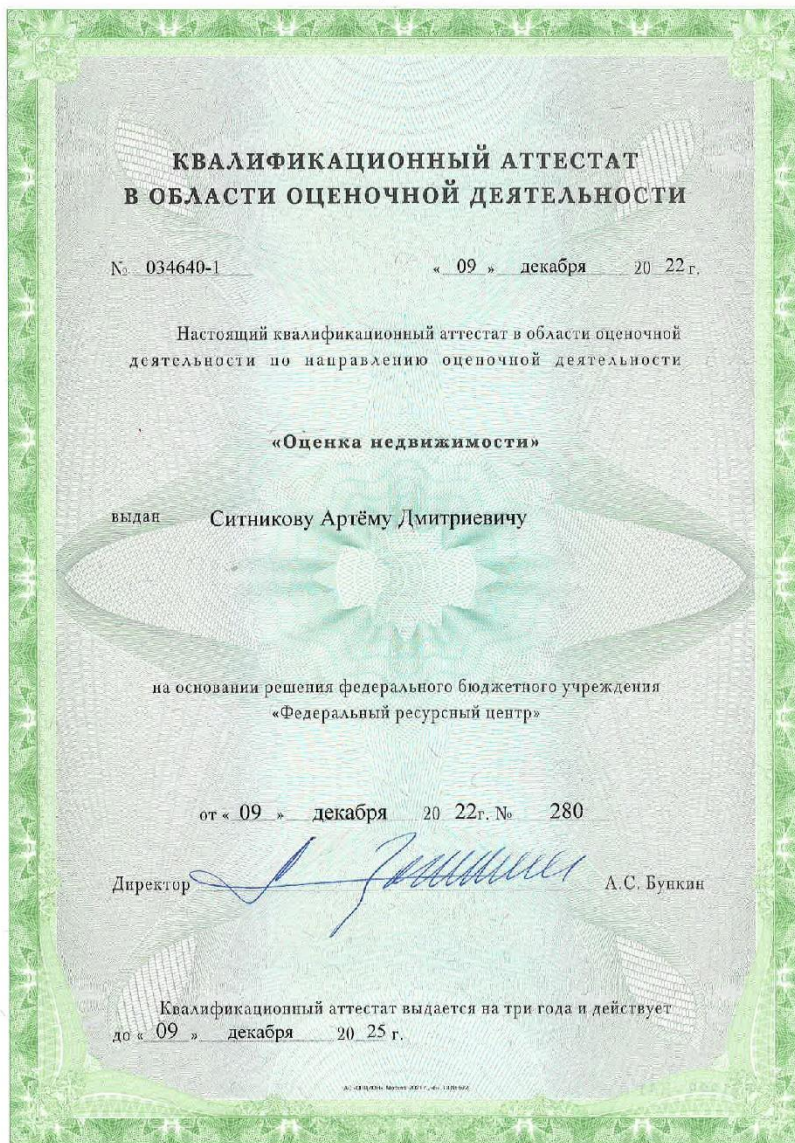 КВАЛИФИКАЦИОННЫЙ АТТЕСТАТ
В ОБЛАСТИ ОЦЕНОЧНОЙ ДЕЯТЕЛЬНОСТИ
№ 034640-1 « 09 » декабря 20 22 г.
Настоящий квалификационный аттестат в области оценочной
деятельности по направлению оценочной деятельности
«Оценка недвижимости»
выдан Ситникову Артёму Дмитриевичу
на основании решения федерального бюджетного учреждения
«Федеральный ресурсный центр»
от « 09 » декабря 20 22г. № 280
Директор А.С. Бункин
Квалификационный аттестат выдается на три года и действует
до « 09 » декабря 20 25 г.